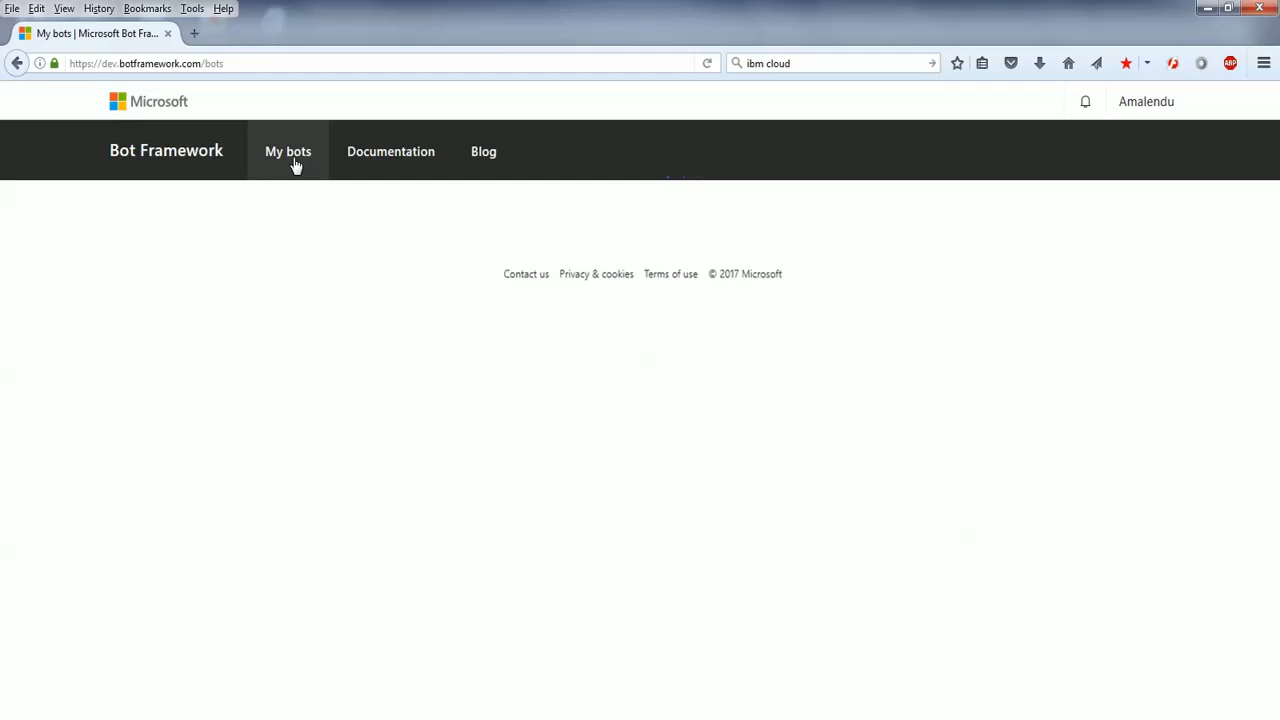 File Edit View History Bookmarks Tools Help
My bots | Microsoft Bot Fra...
https://dev.botframework.com/bots
ibm cloud
ABP
Microsoft
Amalendu
Bot Framework My bots Documentation Blog
Contact us Privacy & cookies Terms of use © 2017 Microsoft